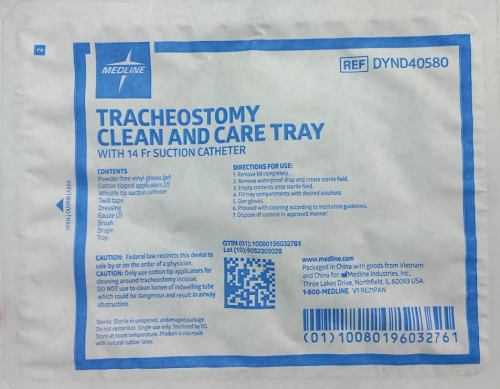 2
MEDLINE
REF DYND40580
TRACHEOSTOMY
CLEAN AND CARE TRAY
WITH 14 Fr SUCTION CATHETER
CONTENTS
Powder free vinyl gloves (pr)
Cotton tipped applicators (2)
Whistle tip suction catheter
Twill tape
Dressing
Gauze (2)
Brush
Drape
Tray
DIRECTIONS FOR USE:
1. Remove lid completely.
2. Remove waterproof drap and create sterile field.
3. Empty contents onto sterile field.
4. Fill tray compartments with desired solutions
5. Don gloves.
6. Proceed with cleaning according to institution guidelines.
7. Dispose of content in approved manner.
CAUTION: Federal law restricts this device to
sale by or on the order of a physician.
CAUTION: Only use cotton tip applicators for
cleaning around tracheostomy incision.
DO NOT use to clean lumen of indwelling tube
which could be dangerous and result in airway
obstruction.
Sterile: Sterile in unopened, undamaged package.
Do not resterilize. Single use only. Sterilized by EO.
Store at room temperature. Product is not made
with natural rubber latex.
GTIN (01):10080196032761
www.medline.com
Packaged in China with goods from Vietnam
and China for Medline Industries, Inc.,
Three Lakes Drive, Northfield, IL 60093 USA.
1-800-MEDLINE
(01)10080196032761